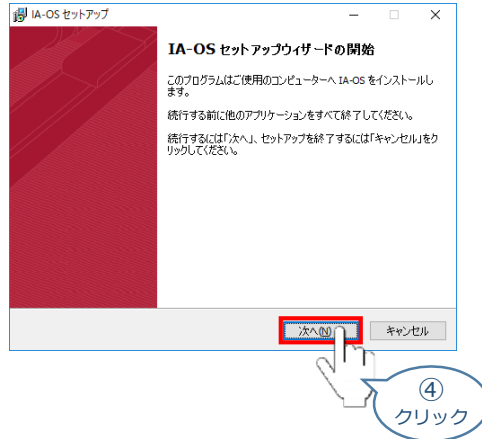 IA-OS セットアップ
IA-OS セットアップウィザードの開始
このプログラムはご使用のコンピューターへ IA-OS をインストールし
ます。
続行する前に他のアプリケーションをすべて終了してください。
続行するには「次へ」、セットアップを終了するには「キャンセル」をク
リックしてください。
次へ(N)
キャンセル
④
クリック